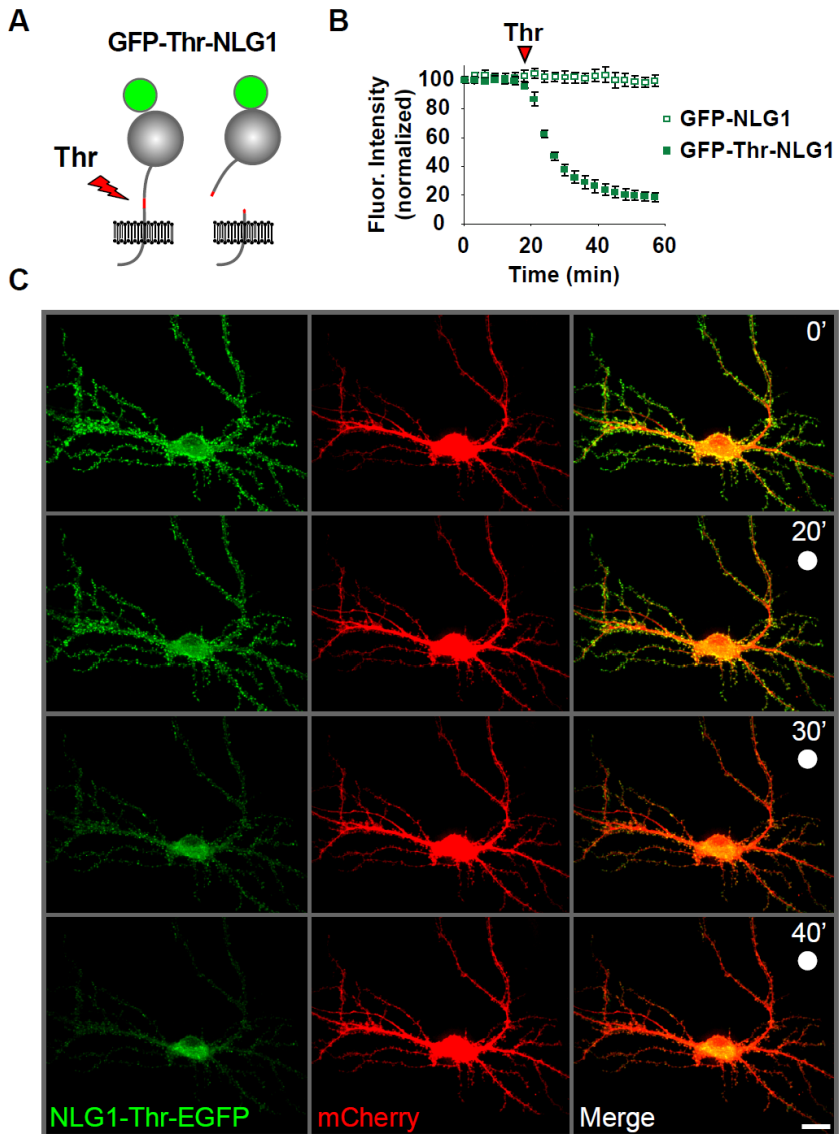 A
GFP-Thr-NLG1
Thr
B
Thr
Fluor. Intensity
(normalized)
100
80
60
40
20
0
0
20
40
60
Time (min)
GFP-NLG1
GFP-Thr-NLG1
C
0’
20’
30’
40’
NLG1-Thr-EGFP
mCherry
Merge